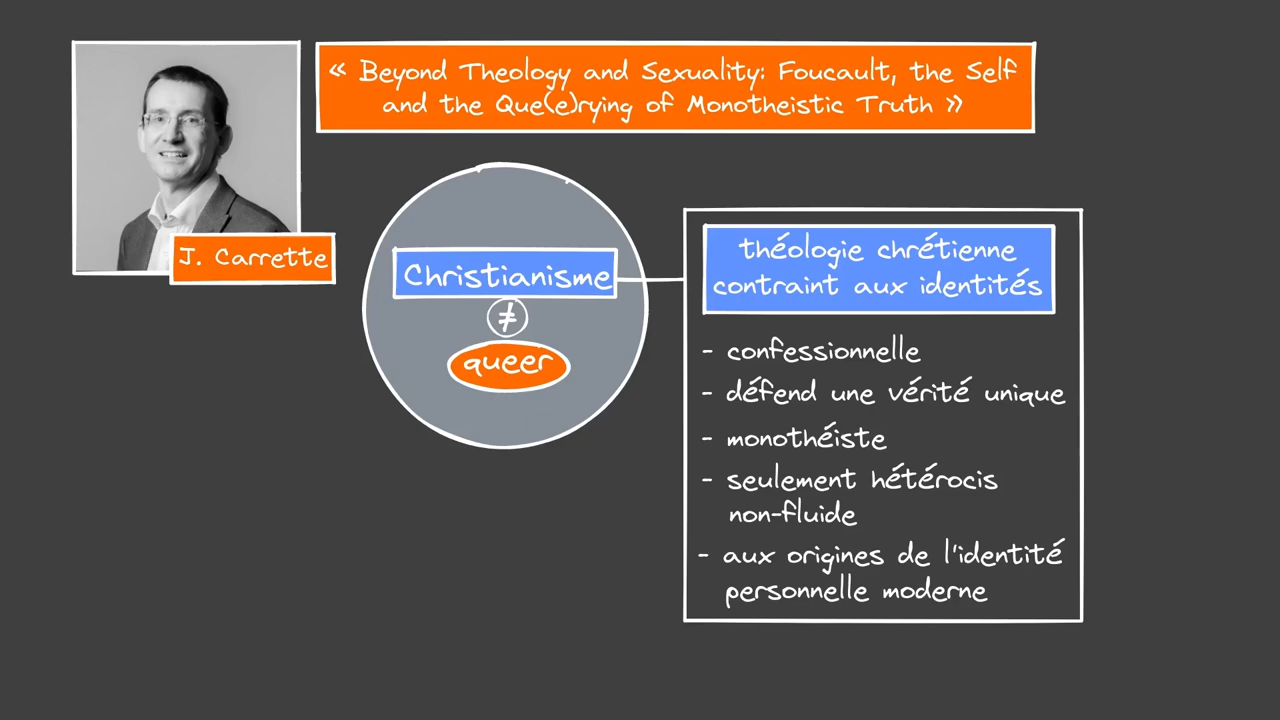 « Beyond Theology and Sexuality: Foucault, the Self
and the Que(e)rying of Monotheistic Truth »
J. Carrette
Christianisme
≠
queer
théologie chrétienne
contraint aux identités
- confessionnelle
- défend une vérité unique
- monothéiste
- seulement hétérocis
non-fluide
- aux origines de l'identité
personnelle moderne